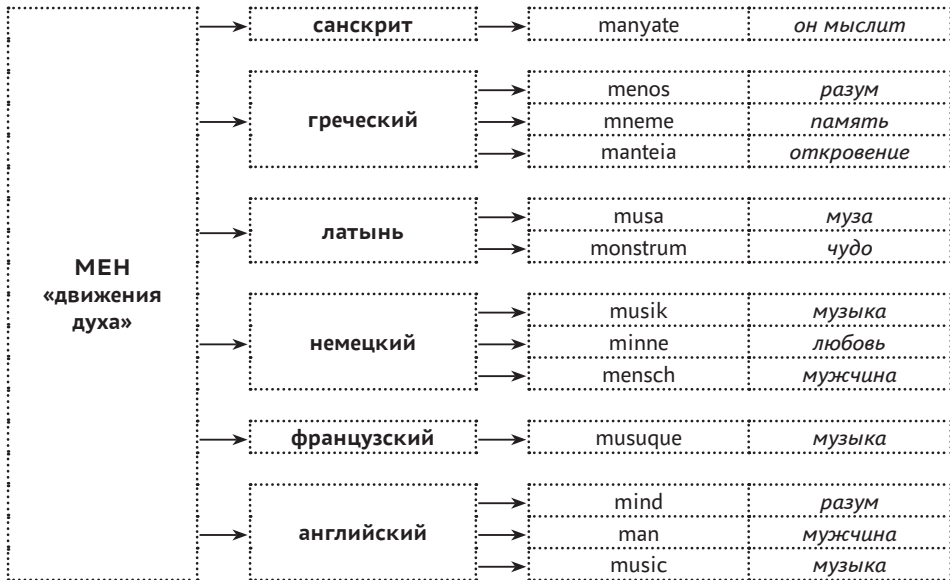 санскрит manyate он мыслит
menos разум
греческий mneme память
manteia откровение
musa муза
латынь
monstrum чудо
МЕН
«движения
духа»
musik музыка
немецкий minne любовь
mensch мужчина
французский musuque музыка
mind разум
английский man мужчина
music музыка